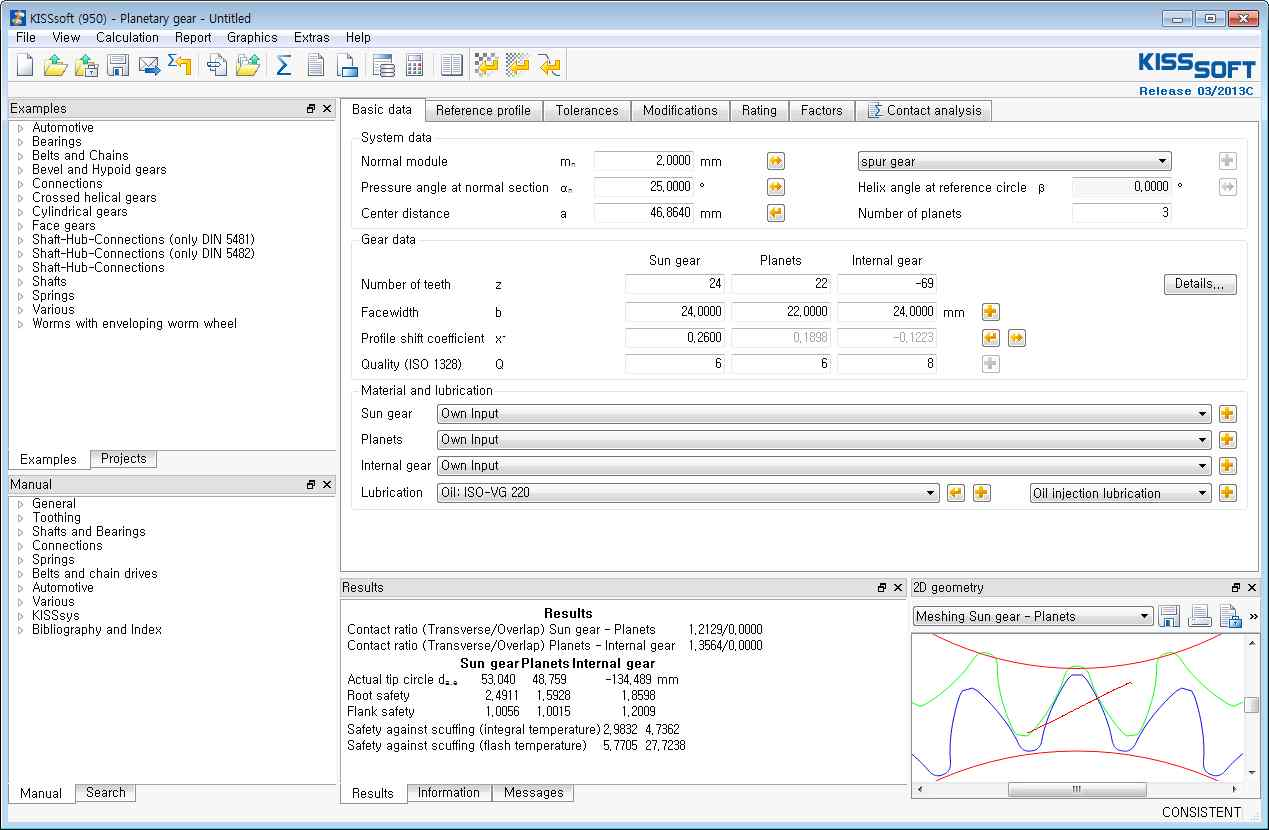 KISSsoft (950) - Planetary gear - Untitled
File View Calculation Report Graphics Extras Help
KISSSOFT
Release 03/2013C
Examples
Automotive
Bearings
Belts and Chains
Bevel and Hypoid gears
Connections
Crossed helical gears
Cylindrical gears
Face gears
Shaft-Hub-Connections (only DIN 5481)
Shaft-Hub-Connections (only DIN 5482)
Shaft-Hub-Connections
Shafts
Springs
Various
Worms with enveloping worm wheel
Examples Projects
Manual
General
Toothing
Shafts and Bearings
Connections
Springs
Belts and chain drives
Automotive
Various
KISSsys
Bibliography and Index
Manual Search
Basic data Reference profile Tolerances Modifications Rating Factors Contact analysis
System data
Normal module mn 2,0000 mm spur gear
Pressure angle at normal section αn 25,0000 ° Helix angle at reference circle β 0,0000 °
Center distance a 46,8640 mm Number of planets 3
Gear data
Sun gear Planets Internal gear
Number of teeth z 24 22 -69 Details...
Facewidth b 24,0000 22,0000 24,0000 mm
Profile shift coefficient x* 0,2600 0,1898 -0,1223
Quality (ISO 1328) Q 6 6 8
Material and lubrication
Sun gear Own Input
Planets Own Input
Internal gear Own Input
Lubrication Oil: ISO-VG 220 Oil injection lubrication
Results
Results
Contact ratio (Transverse/Overlap) Sun gear - Planets 1,2129/0,0000
Contact ratio (Transverse/Overlap) Planets - Internal gear 1,3564/0,0000
Sun gear Planets Internal gear
Actual tip circle da.e 53,040 48,759 -134,489 mm
Root safety 2,4911 1,5928 1,8598
Flank safety 1,0056 1,0015 1,2009
Safety against scuffing (integral temperature) 2,9832 4,7362
Safety against scuffing (flash temperature) 5,7705 27,7238
Results Information Messages
2D geometry
Meshing Sun gear - Planets »
CONSISTENT